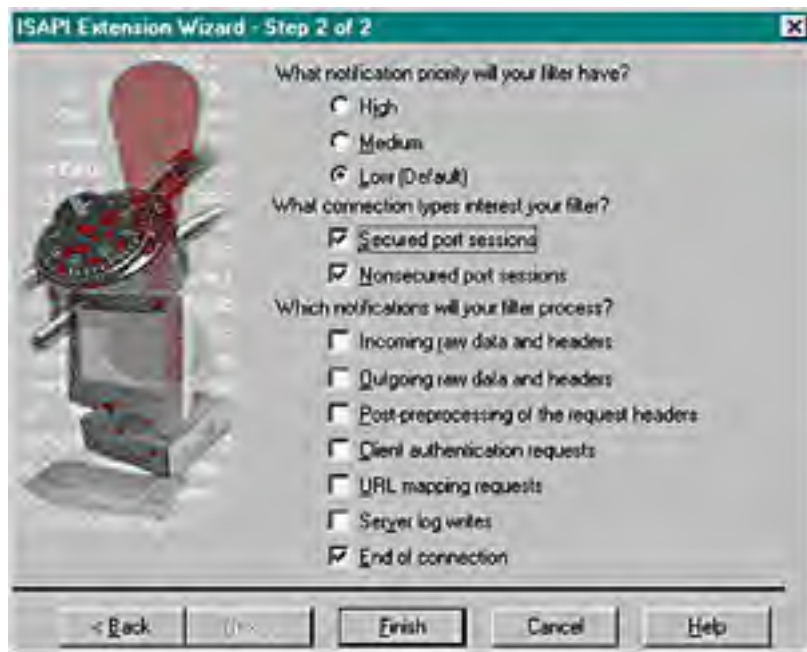 ISAPI Extension Wizard - Step 2 of 2
What notification priority will your filter have?
High
Medium
Low (Default)
What connection types interest your filter?
Secured port sessions
Nonsecured port sessions
Which notifications will your filter process?
Incoming raw data and headers
Outgoing raw data and headers
Post-preprocessing of the request headers
Client authentication requests
URL mapping requests
Server log writes
End of connection
< Back
Finish
Cancel
Help